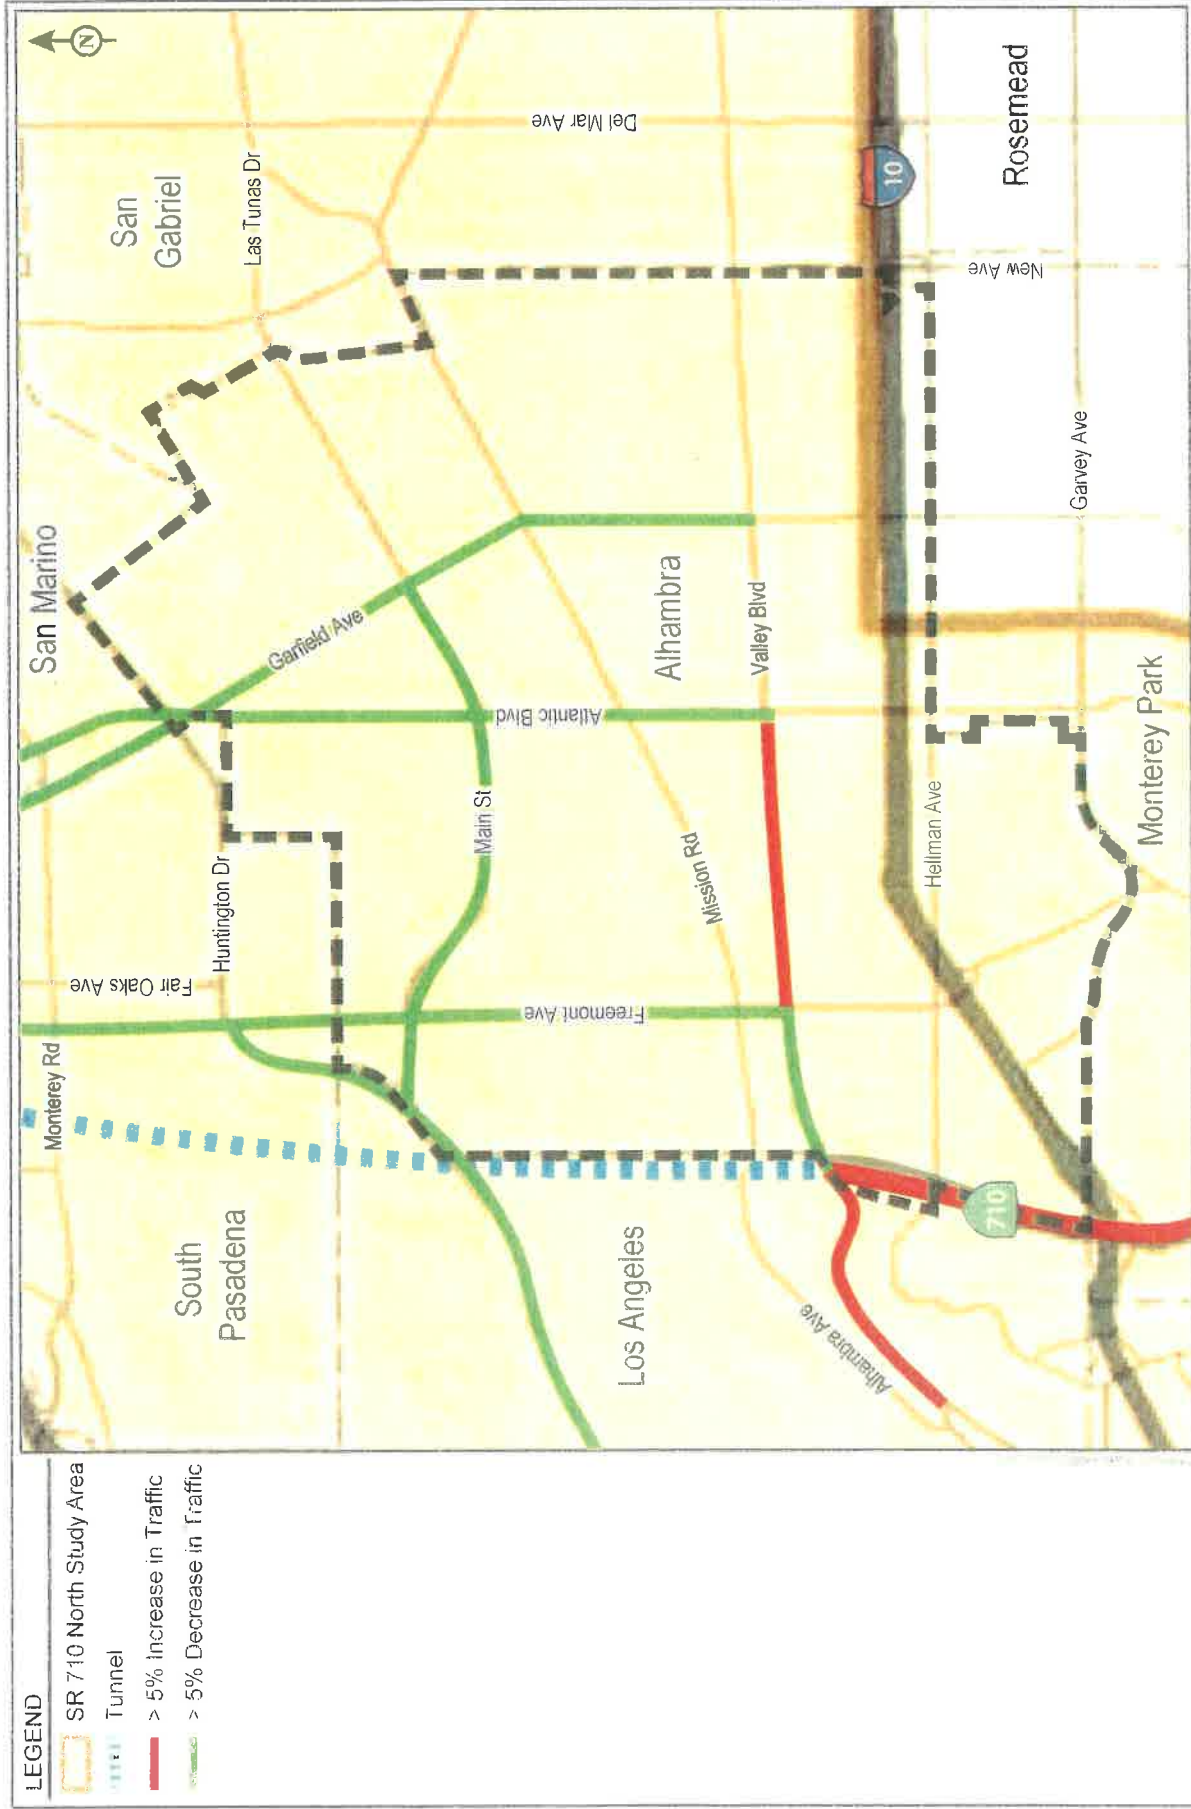 LEGEND
SR 710 North Study Area
Tunnel
> 5% Increase in Traffic
> 5% Decrease in Traffic
N
San Marino
San
Gabriel
Las Tunas Dr
Del Mar Ave
Monterey Rd
Fair Oaks Ave
Huntington Dr
Garfield Ave
South
Pasadena
Main St
Atlantic Blvd
Freemont Ave
Los Angeles
Mission Rd
Alhambra
Valley Blvd
Alhambra Ave
10
710
Hellman Ave
New Ave
Rosemead
Garvey Ave
Monterey Park